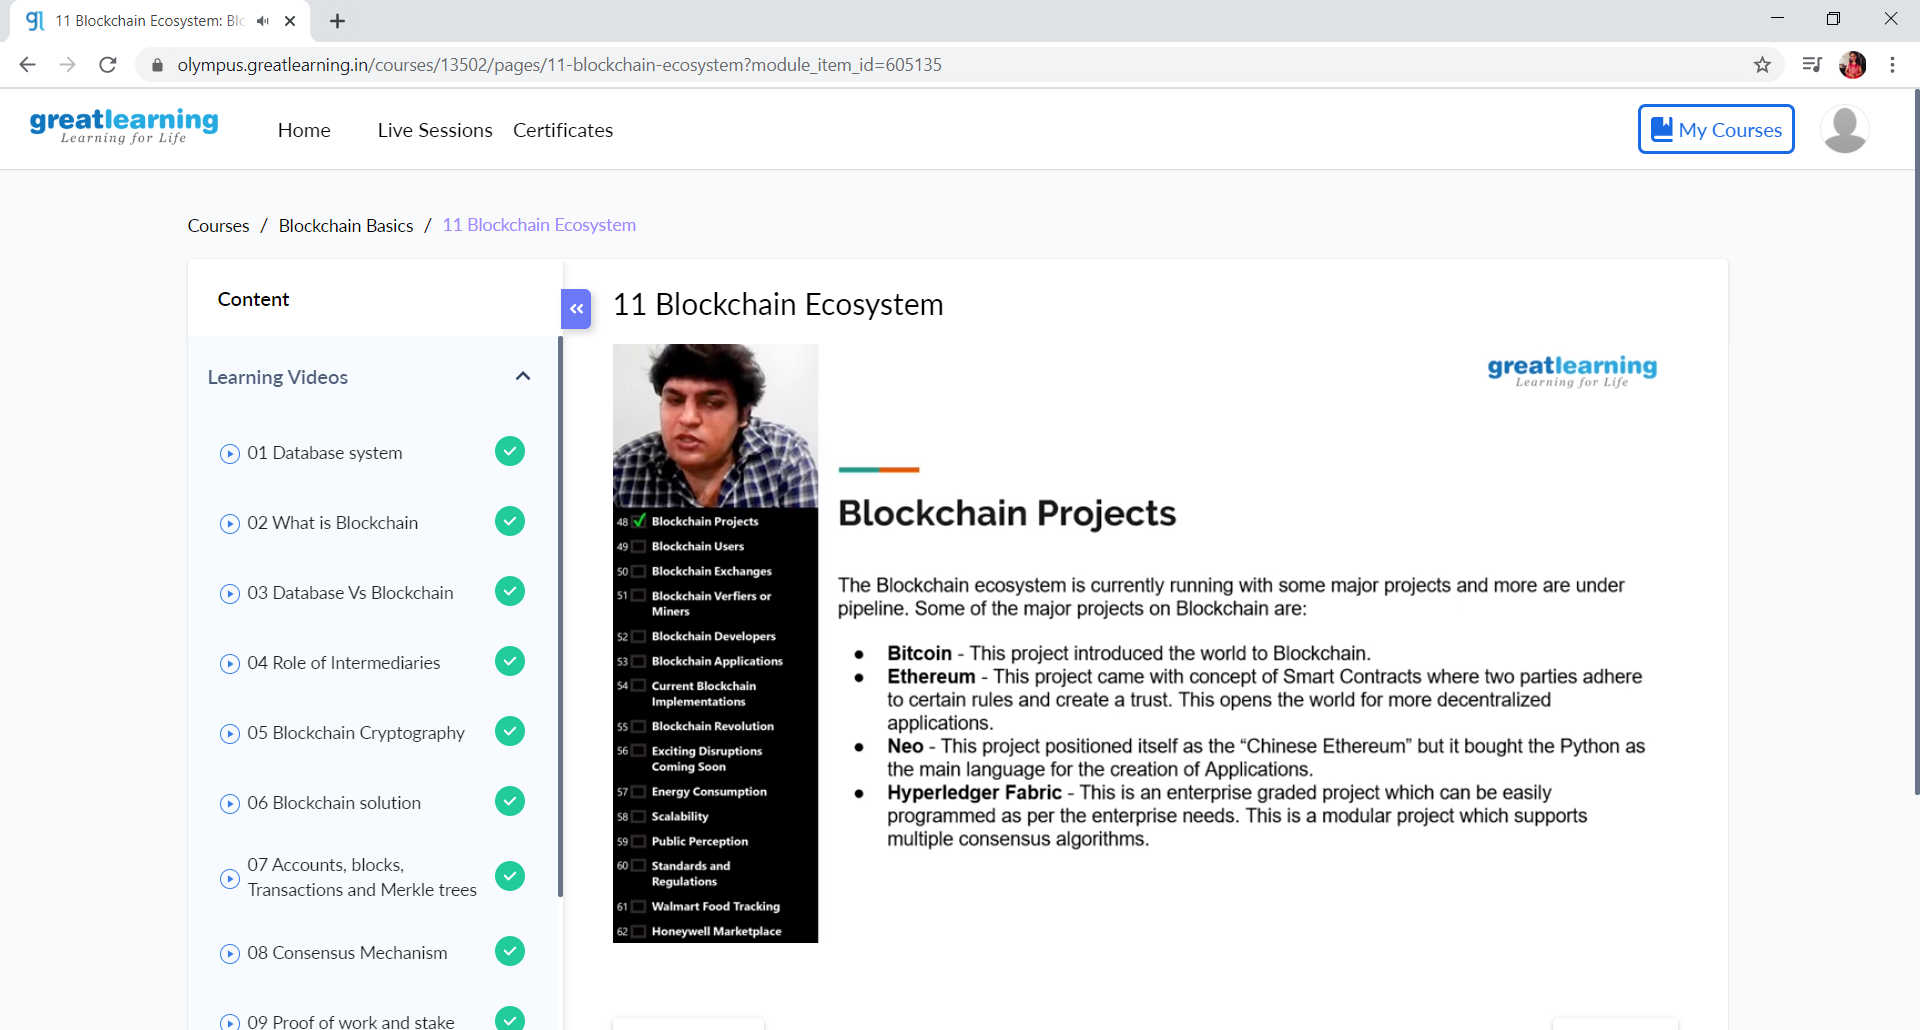 11 Blockchain Ecosystem: Blo
olympus.greatlearning.in/courses/13502/pages/11-blockchain-ecosystem?module_item_id=605135
greatlearning
Learning for Life
Home
Live Sessions
Certificates
My Courses
Courses / Blockchain Basics / 11 Blockchain Ecosystem
Content
Learning Videos
01 Database system
02 What is Blockchain
03 Database Vs Blockchain
04 Role of Intermediaries
05 Blockchain Cryptography
06 Blockchain solution
07 Accounts, blocks,
Transactions and Merkle trees
08 Consensus Mechanism
09 Proof of work and stake
11 Blockchain Ecosystem
48 Blockchain Projects
49 Blockchain Users
50 Blockchain Exchanges
51 Blockchain Verfiers or
Miners
52 Blockchain Developers
53 Blockchain Applications
54 Current Blockchain
Implementations
55 Blockchain Revolution
56 Exciting Disruptions
Coming Soon
57 Energy Consumption
58 Scalability
59 Public Perception
60 Standards and
Regulations
61 Walmart Food Tracking
62 Honeywell Marketplace
greatlearning
Learning for Life
Blockchain Projects
The Blockchain ecosystem is currently running with some major projects and more are under
pipeline. Some of the major projects on Blockchain are:
● Bitcoin - This project introduced the world to Blockchain.
● Ethereum - This project came with concept of Smart Contracts where two parties adhere
to certain rules and create a trust. This opens the world for more decentralized
applications.
● Neo - This project positioned itself as the “Chinese Ethereum” but it bought the Python as
the main language for the creation of Applications.
● Hyperledger Fabric - This is an enterprise graded project which can be easily
programmed as per the enterprise needs. This is a modular project which supports
multiple consensus algorithms.